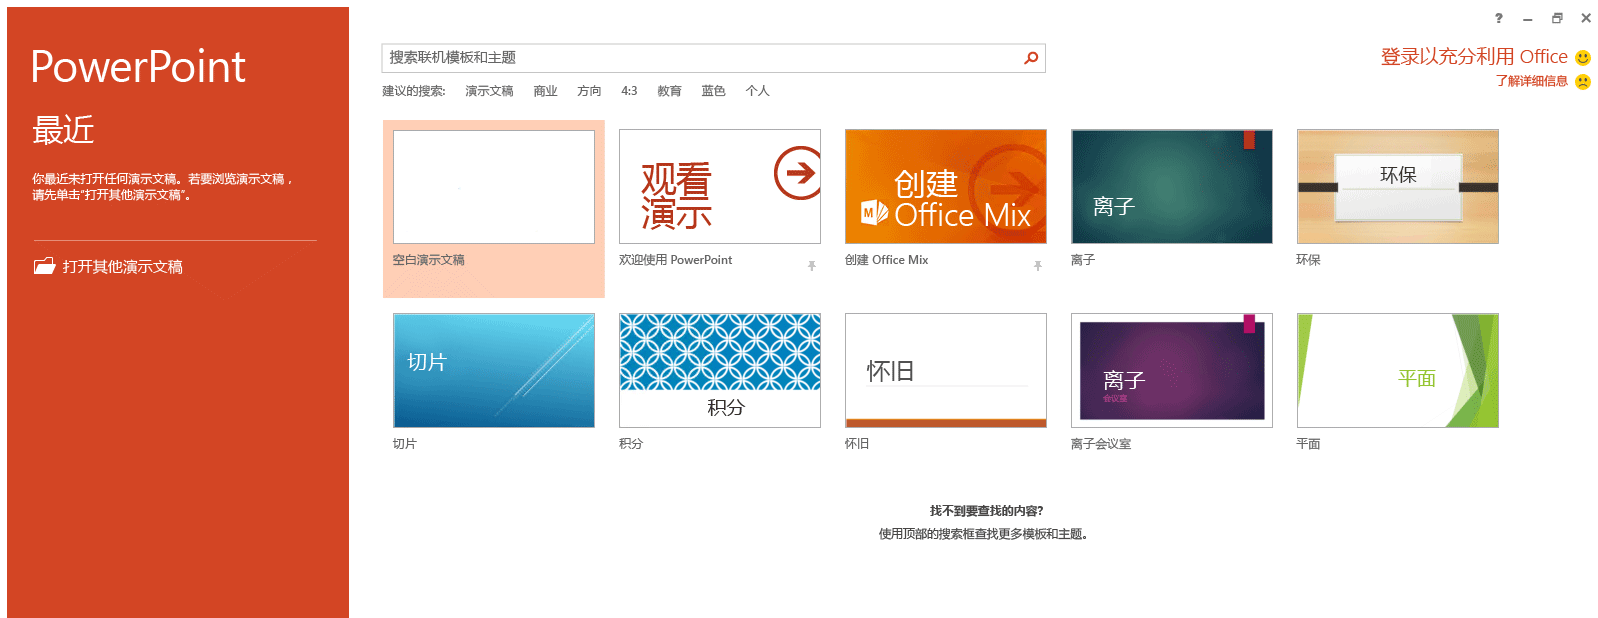 PowerPoint
最近
你最近未打开任何演示文稿。若要浏览演示文稿，
请先单击“打开其他演示文稿”。
打开其他演示文稿
?
搜索联机模板和主题
登录以充分利用 Office
了解详细信息
建议的搜索: 演示文稿 商业 方向 4:3 教育 蓝色 个人
空白演示文稿
观看
演示
欢迎使用 PowerPoint
创建
M Office Mix
创建 Office Mix
离子
离子
环保
环保
切片
切片
积分
积分
怀旧
怀旧
离子
会议室
离子会议室
平面
平面
找不到要查找的内容?
使用顶部的搜索框查找更多模板和主题。